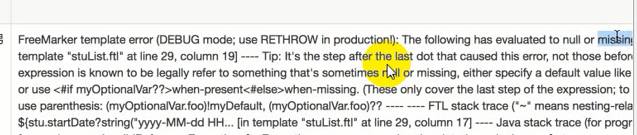 FreeMarker template error (DEBUG mode; use RETHROW in production!): The following has evaluated to null or missing
template "stuList.ftl" at line 29, column 19] ---- Tip: It's the step after the last dot that caused this error, not those before
expression is known to be legally refer to something that's sometimes null or missing, either specify a default value like
or use <#if myOptionalVar??>when-present<#else>when-missing. (These only cover the last step of the expression; to
use parenthesis: (myOptionalVar.foo)!myDefault, (myOptionalVar.foo)?? ---- ---- FTL stack trace ("~" means nesting-rela
${stu.startDate?string("yyyy-MM-dd HH... [in template "stuList.ftl" at line 29, column 17] ---- Java stack trace (for prog